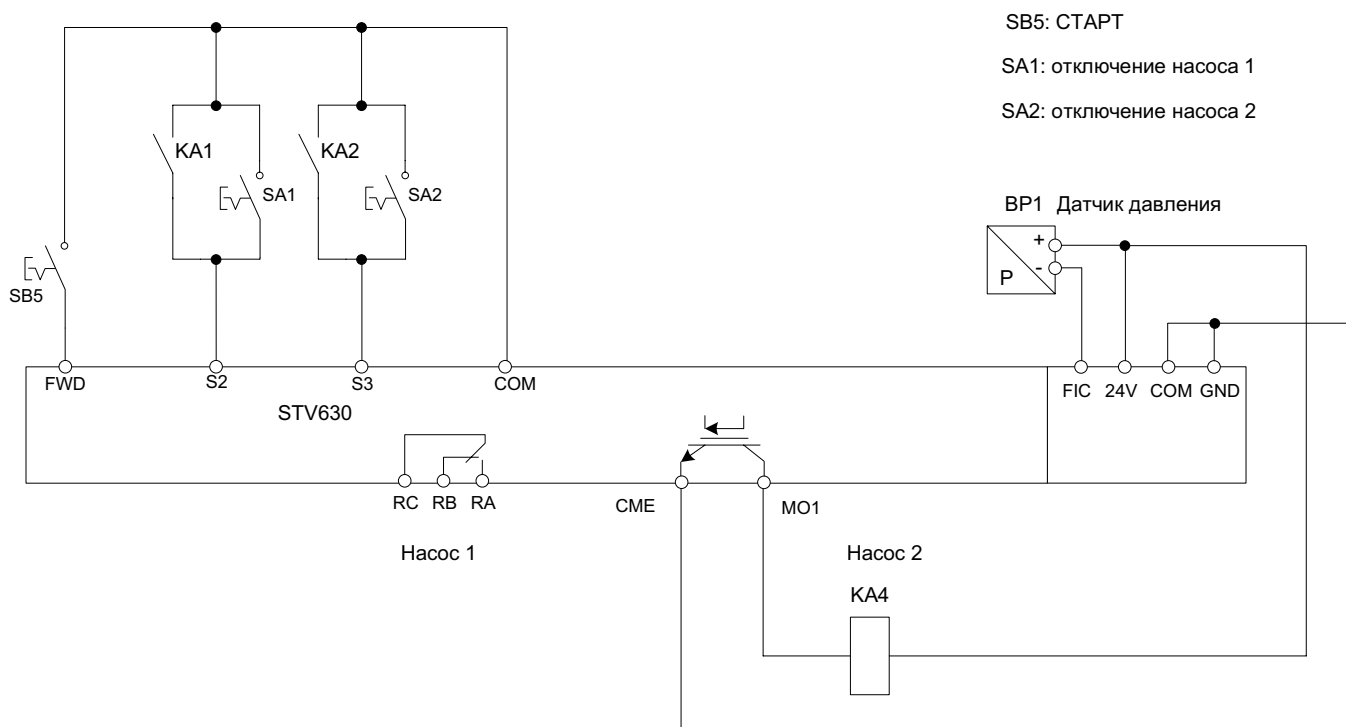 SB5: СТАРТ
SA1: отключение насоса 1
SA2: отключение насоса 2
KA1
SA1
KA2
SA2
SB5
BP1 Датчик давления
+
-
P
FWD
S2
S3
COM
FIC
24V
COM
GND
STV630
RC
RB
RA
CME
MO1
Насос 1
Насос 2
KA4